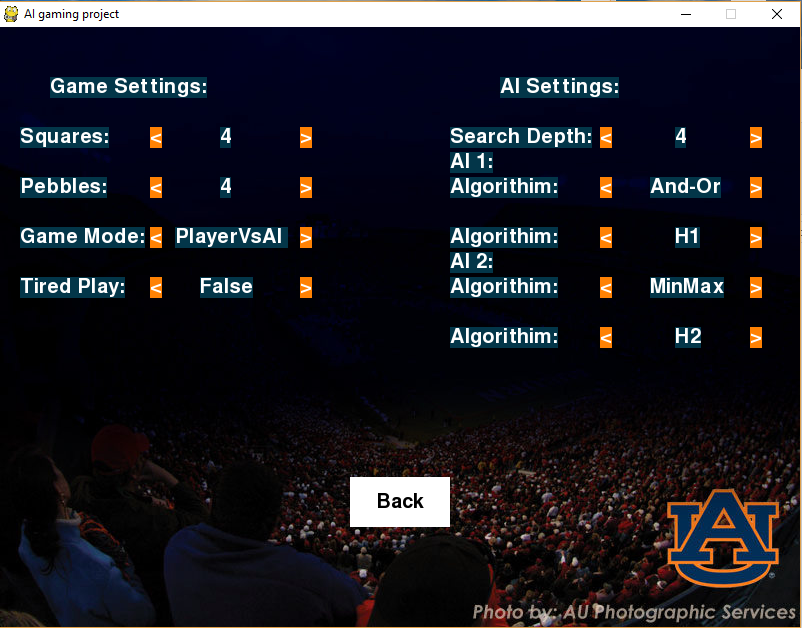 AI gaming project
Game Settings:
Squares: < 4 >
Pebbles: < 4 >
Game Mode: < PlayerVsAI >
Tired Play: < False >
AI Settings:
Search Depth: < 4 >
AI 1:
Algorithim: < And-Or >
Algorithim: < H1 >
AI 2:
Algorithim: < MinMax >
Algorithim: < H2 >
Back
AU
Photo by: AU Photographic Services